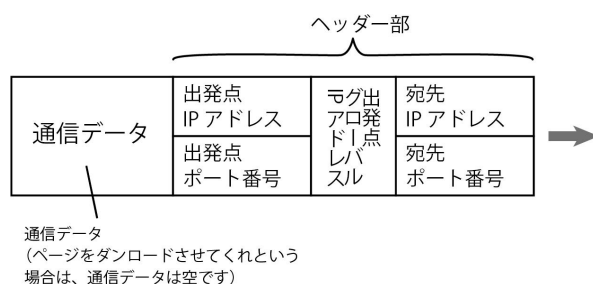 ヘッダー部
通信データ
出発点
IP アドレス
出発点
ポート番号
出発点
グローバル
IPアドレス
宛先
IP アドレス
宛先
ポート番号
通信データ
（ページをダンロードさせてくれという
場合は、通信データは空です）